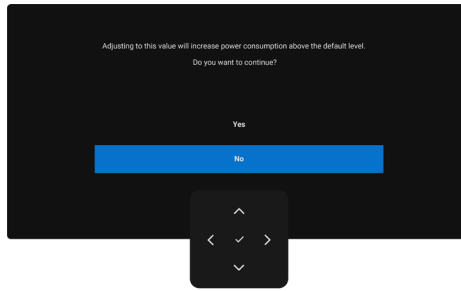 Adjusting to this value will increase power consumption above the default level.
Do you want to continue?
Yes
No